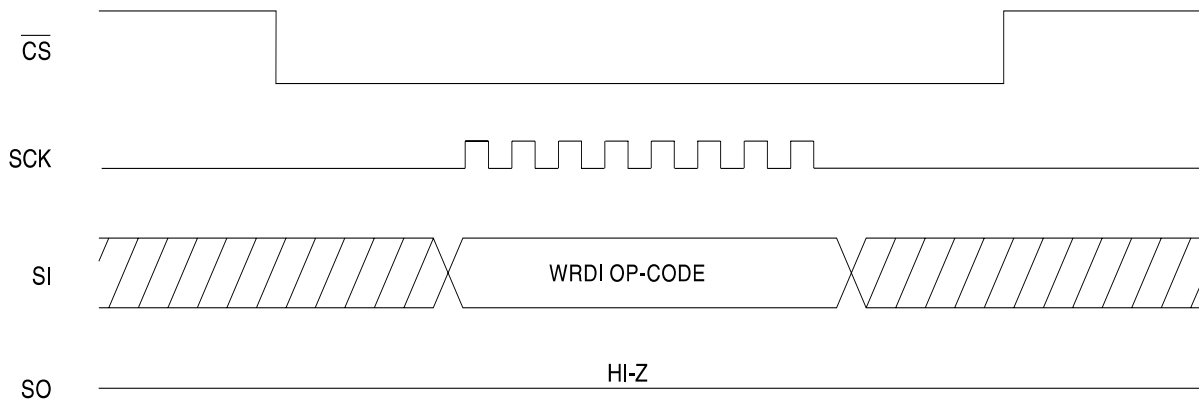 CS
SCK
SI
WRDI OP-CODE
HI-Z
SO